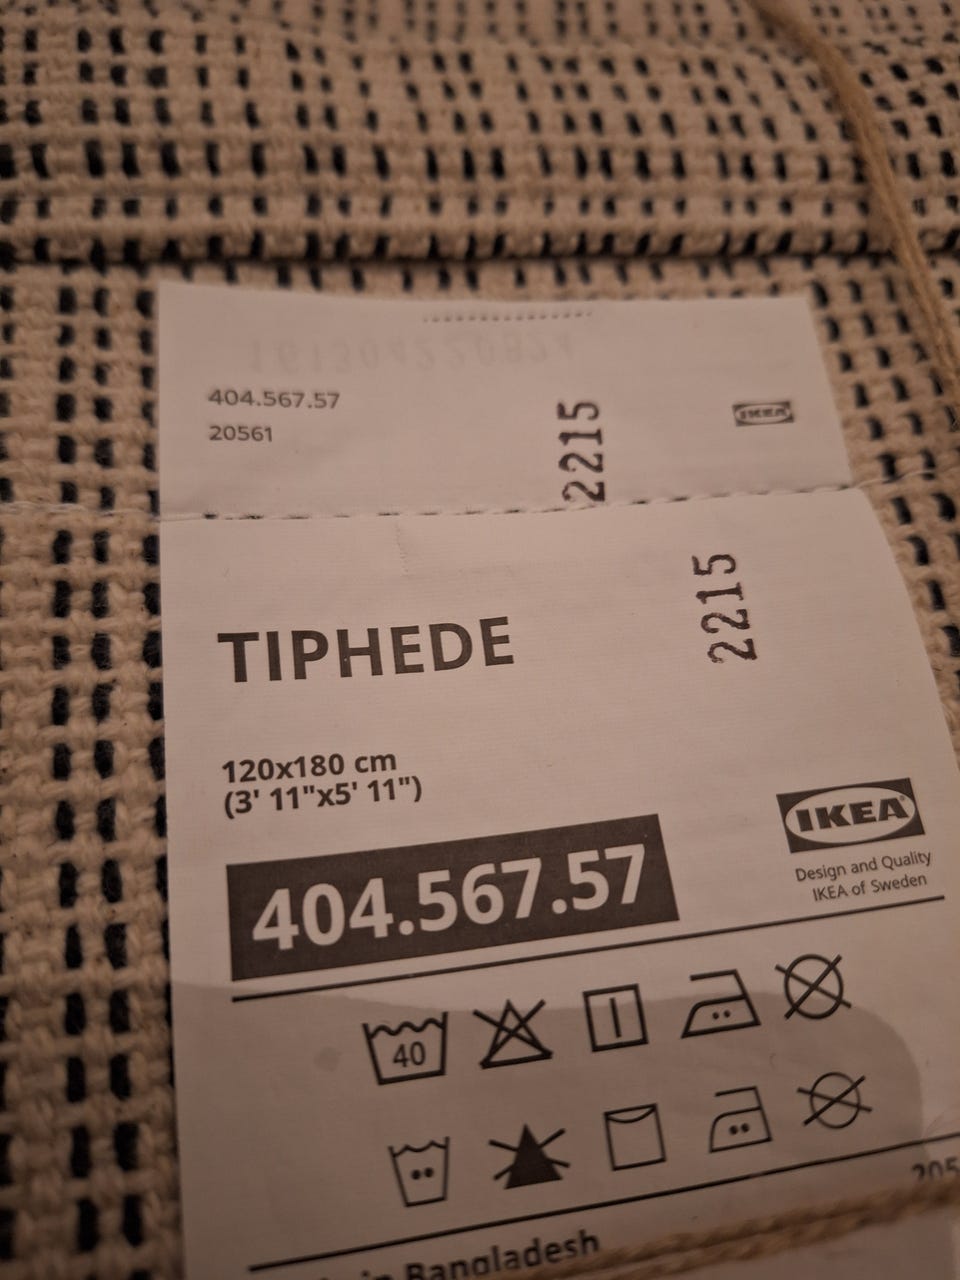 404.567.57
20561
2215
IKEA
TIPHEDE
2215
120x180 cm
(3' 11"x5' 11")
404.567.57
IKEA®
Design and Quality
IKEA of Sweden
40
in Bangladesh